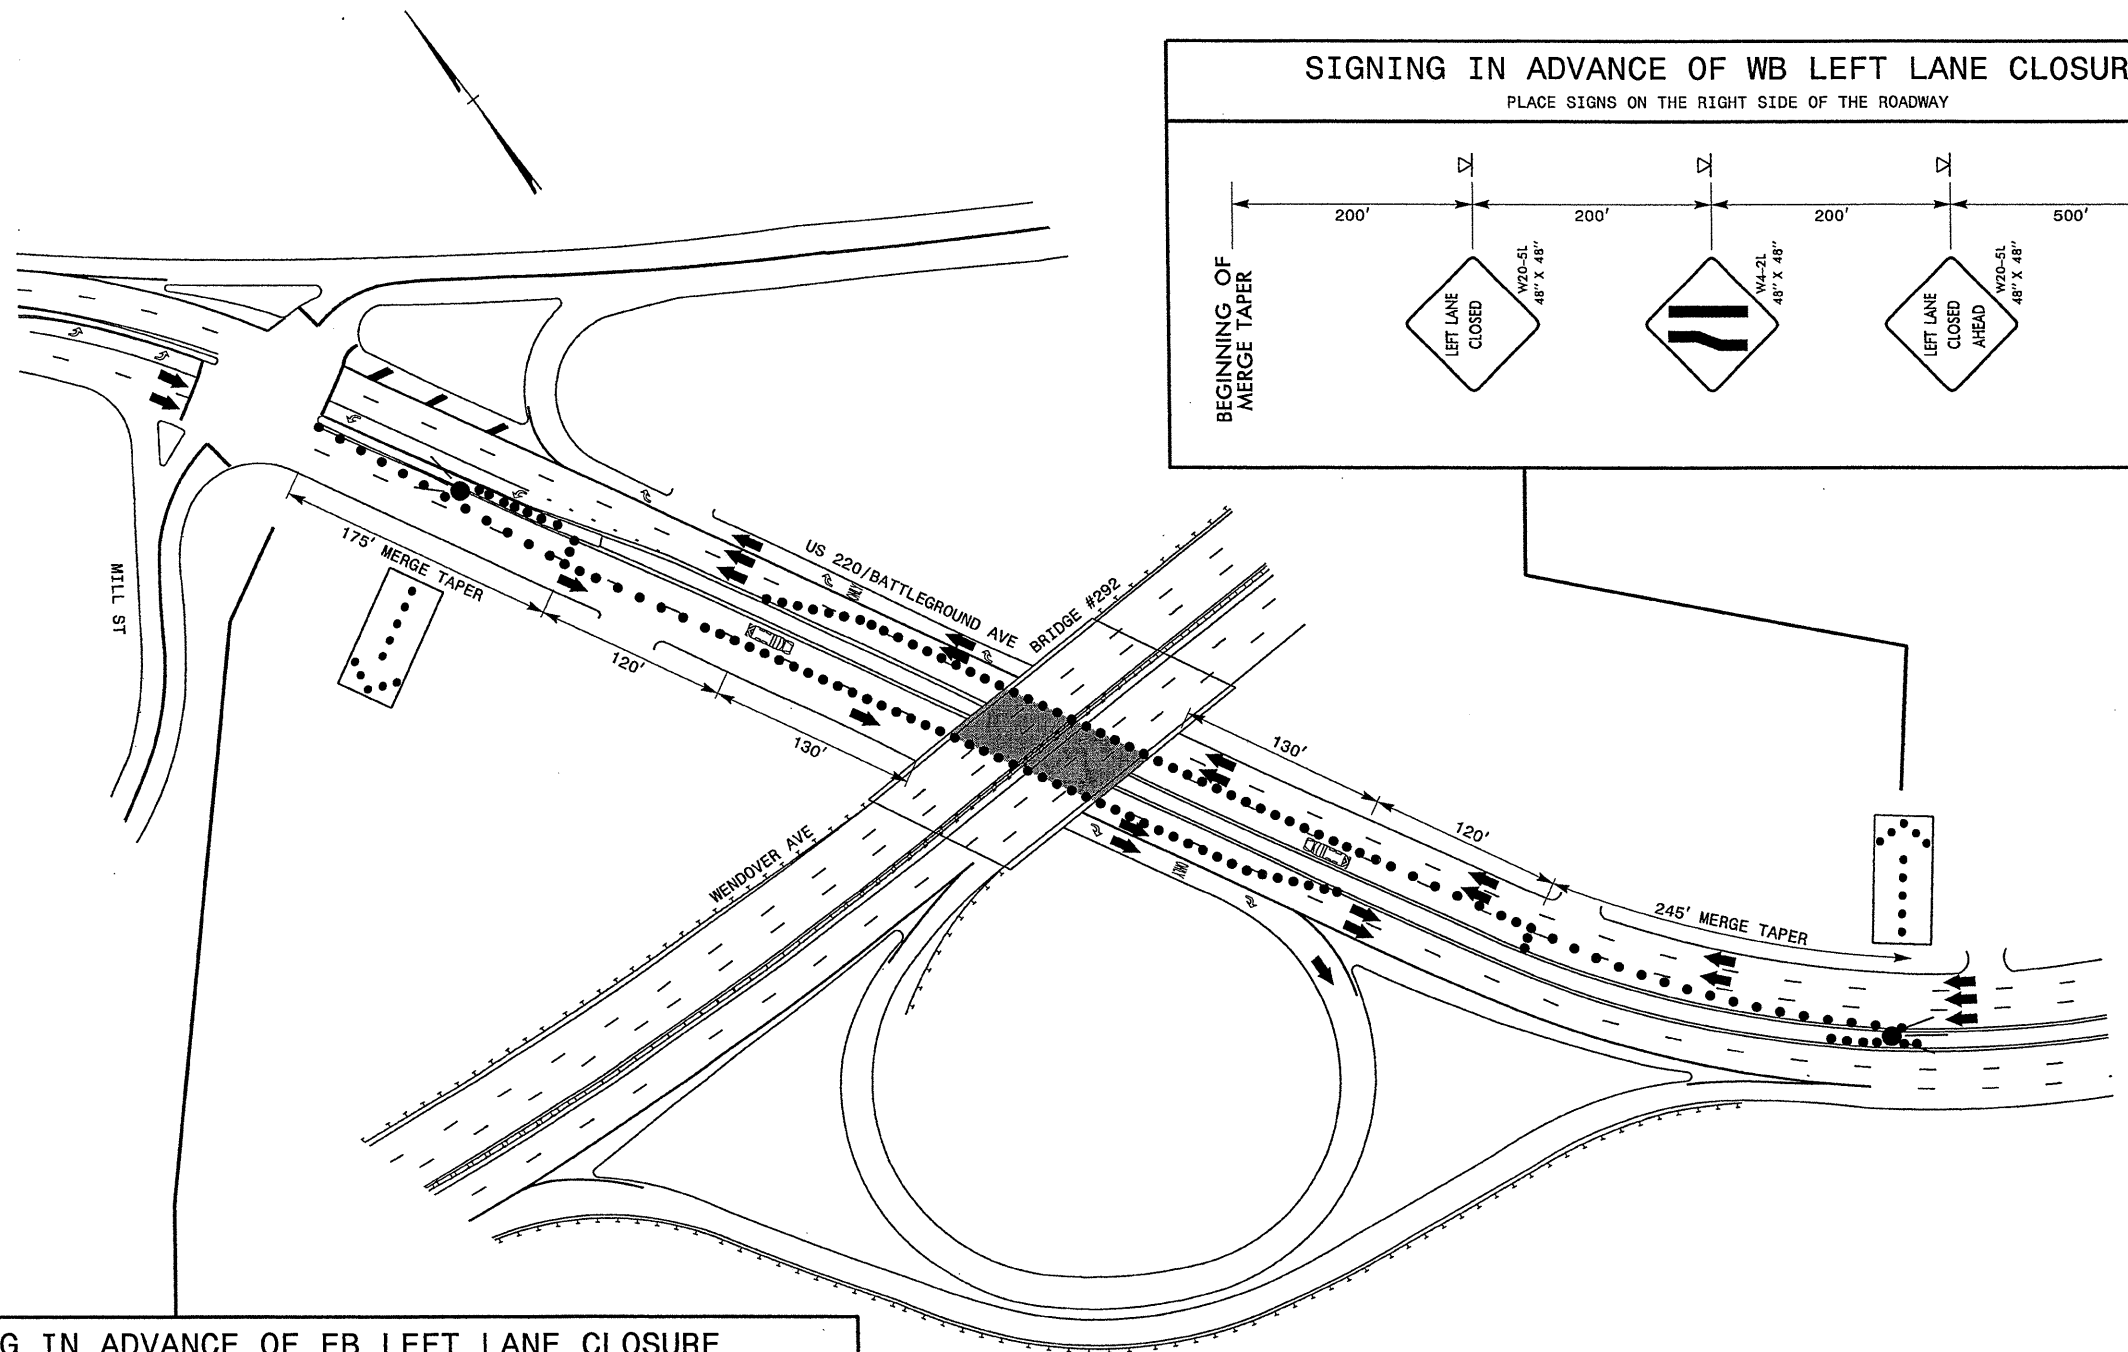 SIGNING IN ADVANCE OF WB LEFT LANE CLOSUR
PLACE SIGNS ON THE RIGHT SIDE OF THE ROADWAY
200'
200'
200'
500'
BEGINNING OF
MERGE TAPER
LEFT LANE
CLOSED
W20-5L
48" X 48"
W4-2L
48" X 48"
LEFT LANE
CLOSED
AHEAD
W20-5L
48" X 48"
US 220/BATTLEGROUND AVE
BRIDGE #292
175' MERGE TAPER
MILL ST
120'
130'
ONLY
130'
120'
WENDOVER AVE
ONLY
245' MERGE TAPER
G IN ADVANCE OF EB LEFT LANE CLOSURE